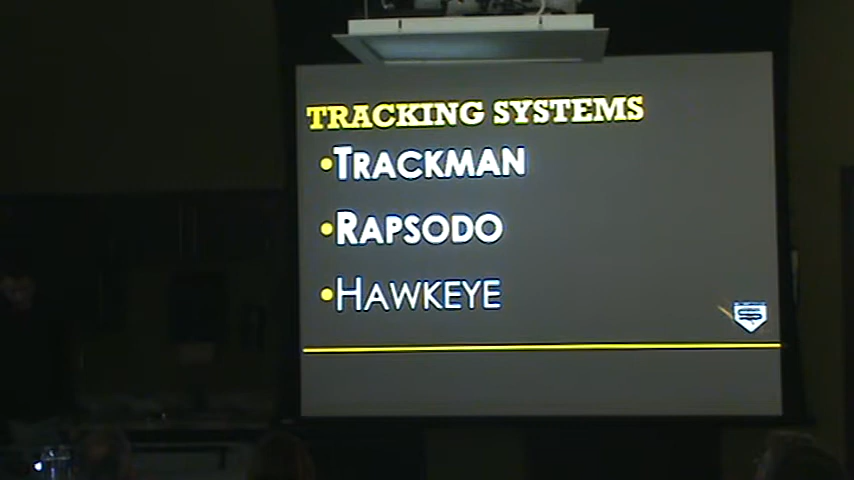 TRACKING SYSTEMS
•TRACKMAN
•RAPSODO
•HAWKEYE